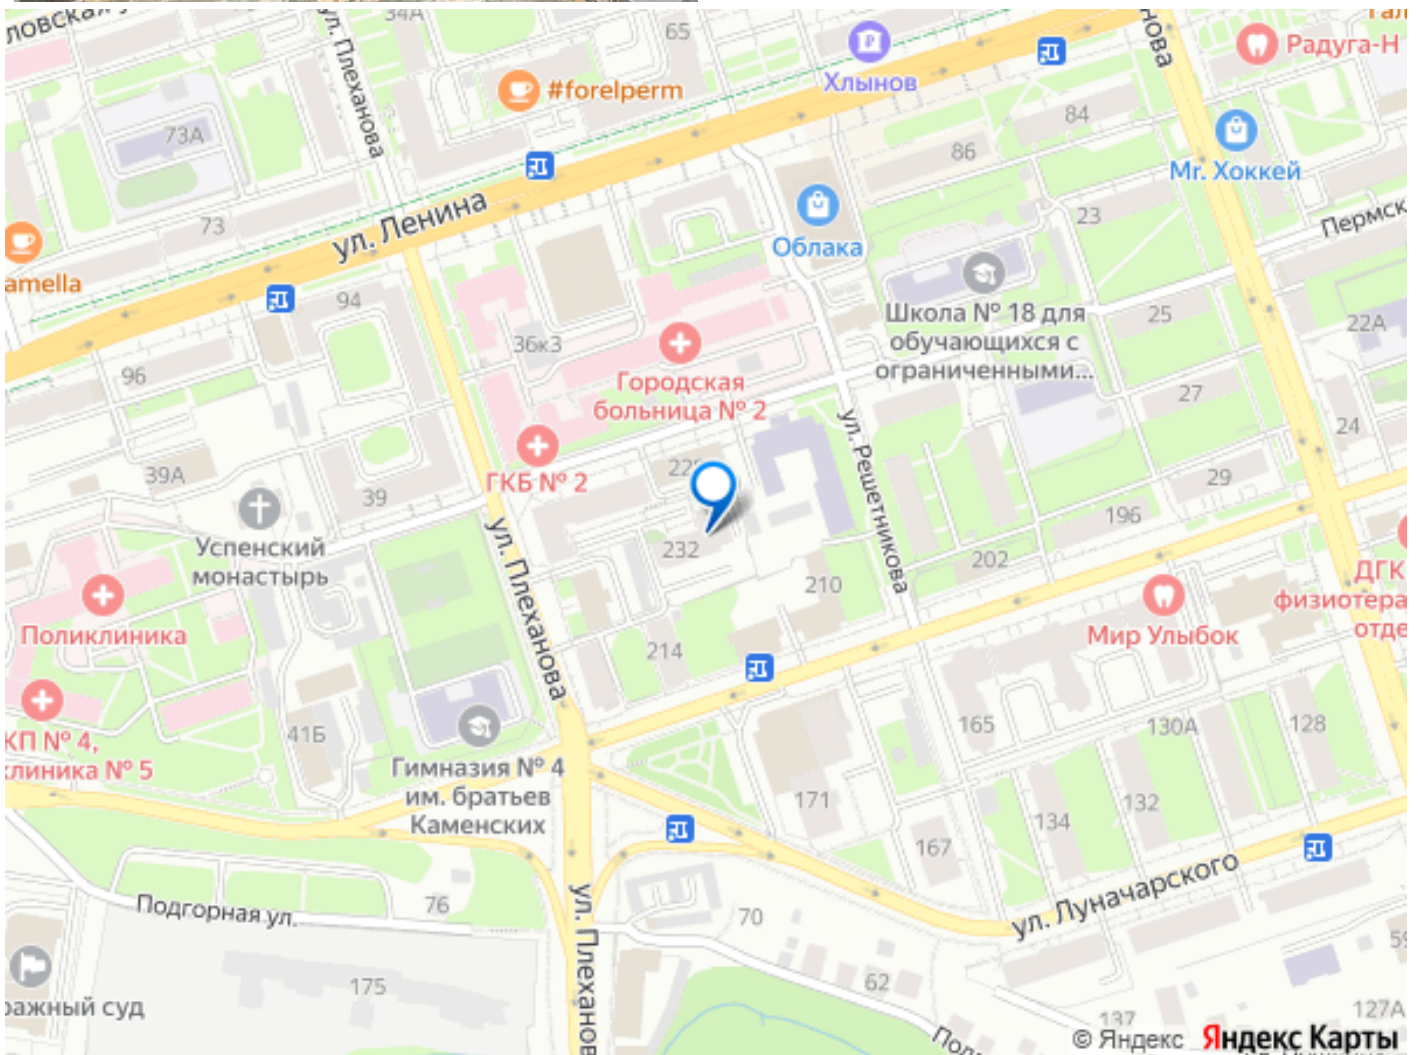 ловская
ул. Плеханова
34А
65
#forelperm
Хлынов
нова
Радуга-Н
73А
84
86
Mr. Хоккей
73
ул. Ленина
Облака
23
Пермск
amella
94
36к3
Школа № 18 для
обучающихся с
ограниченными...
25
22А
96
Городская
больница № 2
27
24
39А
39
ГКБ № 2
ул. Решетникова
29
196
Успенский
монастырь
ул. Плеханова
232
202
210
ДГК
физиотера
отде
Поликлиника
Мир Улыбок
214
41Б
165
130А
128
КП № 4,
клиника № 5
Гимназия № 4
им. братьев
Каменских
171
132
134
167
ул. Луначарского
Подгорная ул.
76
70
ул. Плеханов
175
62
ражный суд
127А
137
© Яндекс Яндекс Карты